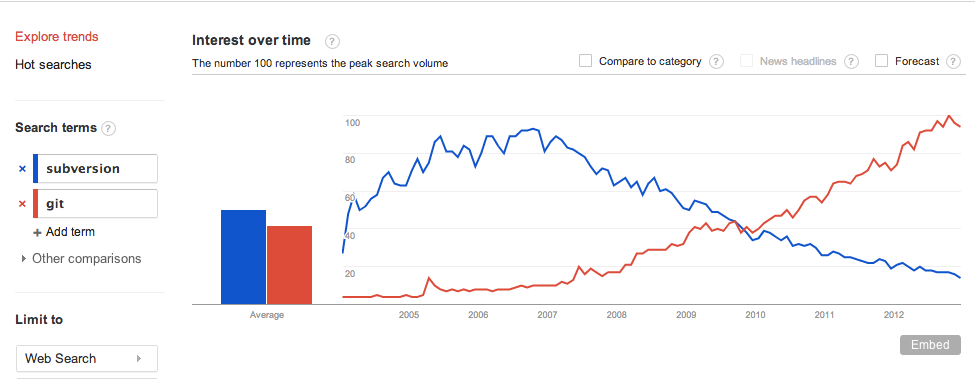 Explore trends
Hot searches
Search terms ?
× subversion
× git
+ Add term
Other comparisons
Limit to
Web Search
Interest over time ?
The number 100 represents the peak search volume
Compare to category ? News headlines ? Forecast ?
100
80
60
40
20
Average 2005 2006 2007 2008 2009 2010 2011 2012
Embed